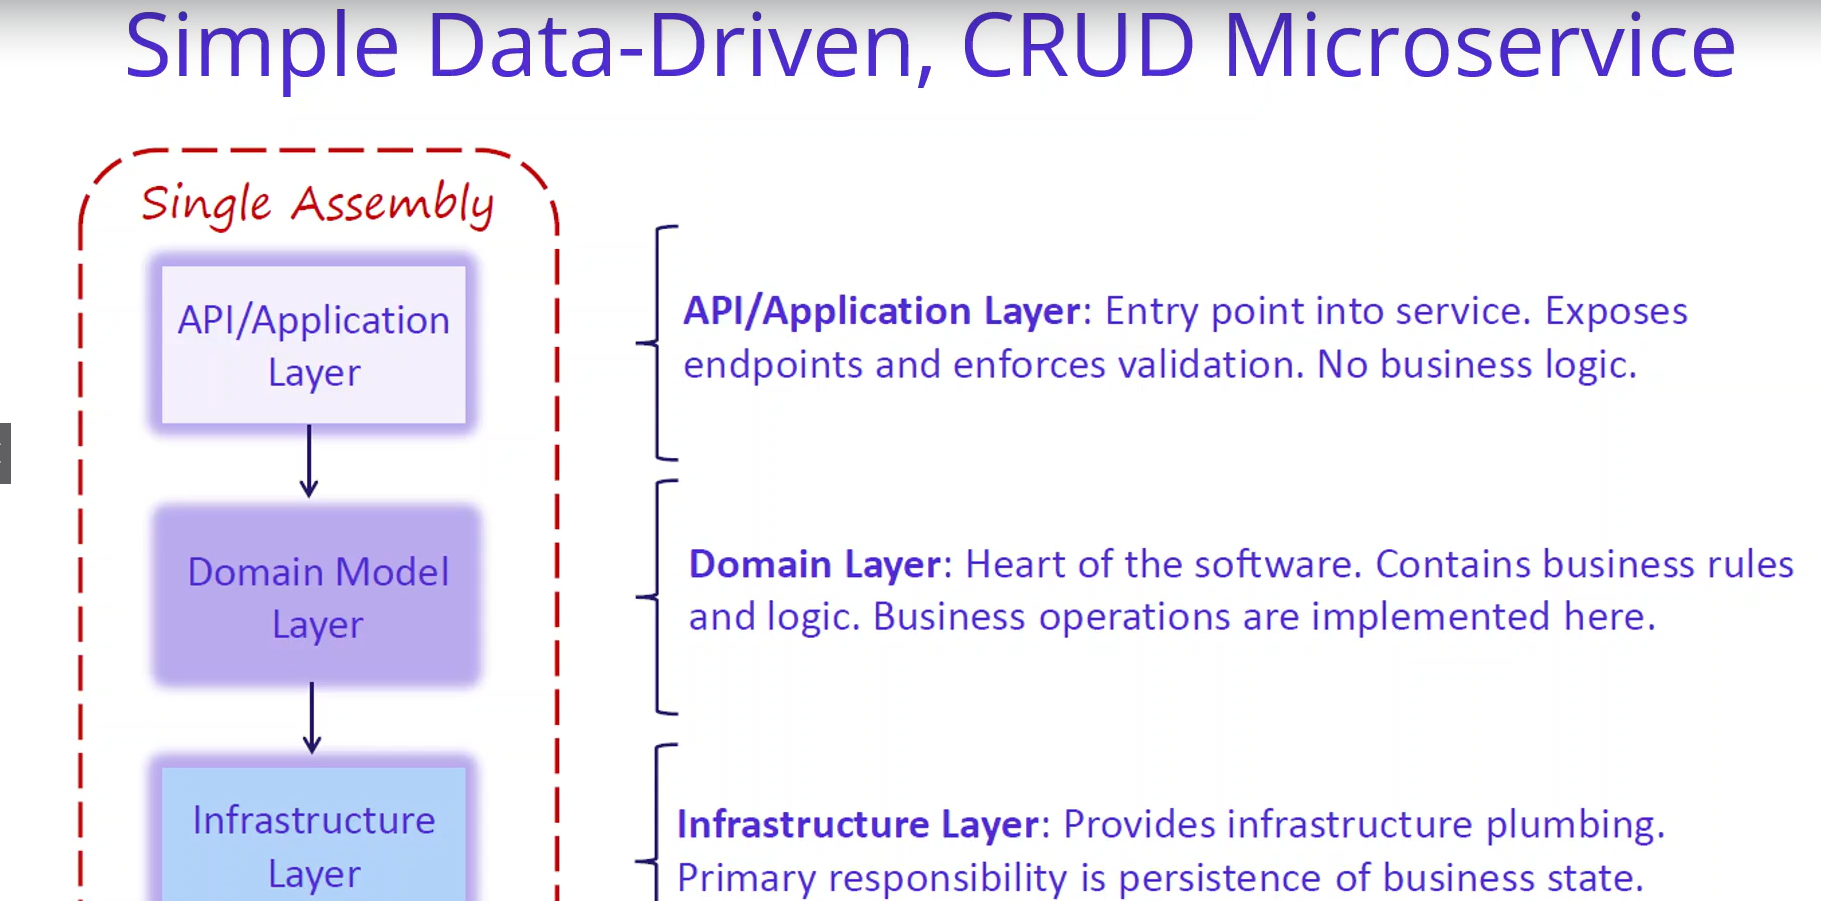 Simple Data-Driven, CRUD Microservice
Single Assembly
API/Application
Layer
API/Application Layer: Entry point into service. Exposes
endpoints and enforces validation. No business logic.
Domain Model
Layer
Domain Layer: Heart of the software. Contains business rules
and logic. Business operations are implemented here.
Infrastructure
Layer
Infrastructure Layer: Provides infrastructure plumbing.
Primary responsibility is persistence of business state.